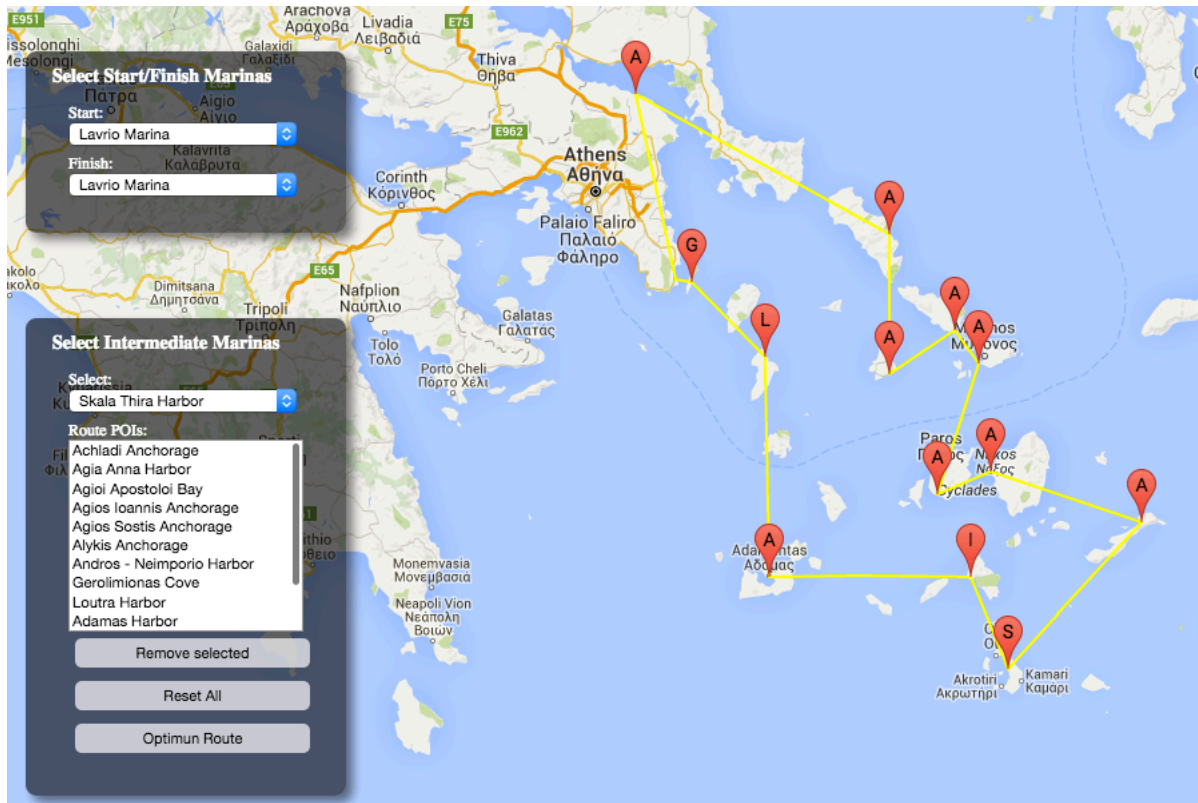 Select Start/Finish Marinas
Start:
Lavrio Marina
Finish:
Lavrio Marina
Select Intermediate Marinas
Select:
Skala Thira Harbor
Route POIs:
Achladi Anchorage
Agia Anna Harbor
Agioi Apostoloi Bay
Agios Ioannis Anchorage
Agios Sostis Anchorage
Alykis Anchorage
Andros - Neimporio Harbor
Gerolimionas Cove
Loutra Harbor
Adamas Harbor
Remove selected
Reset All
Optimun Route
E951
Arachova
Αράχοβα
Livadia
Λειβαδιά
E75
Galaxidi
Γαλαξίδι
Thiva
Θήβα
Πάτρα
Aigio
Αίγιο
E962
Kalavrita
Καλάβρυτα
Corinth
Κόρινθος
Athens
Αθήνα
Palaio Faliro
Παλαιό
Φάληρο
E65
Dimitsana
Δημητσάνα
Tripoli
Τρίπολη
Nafplion
Ναύπλιο
Tolo
Τολό
Galatas
Γαλατας
Porto Cheli
Πόρτο Χέλι
Monemvasia
Μονεμβασιά
Neapoli Vion
Νεάπολη
Βοιών
Paros
Naxos
Νάξος
Cyclades
Αδάμας
Akrotiri
Ακρωτήρι
Kamari
Καμάρι
A
G
L
A
A
A
A
A
A
A
A
A
I
S